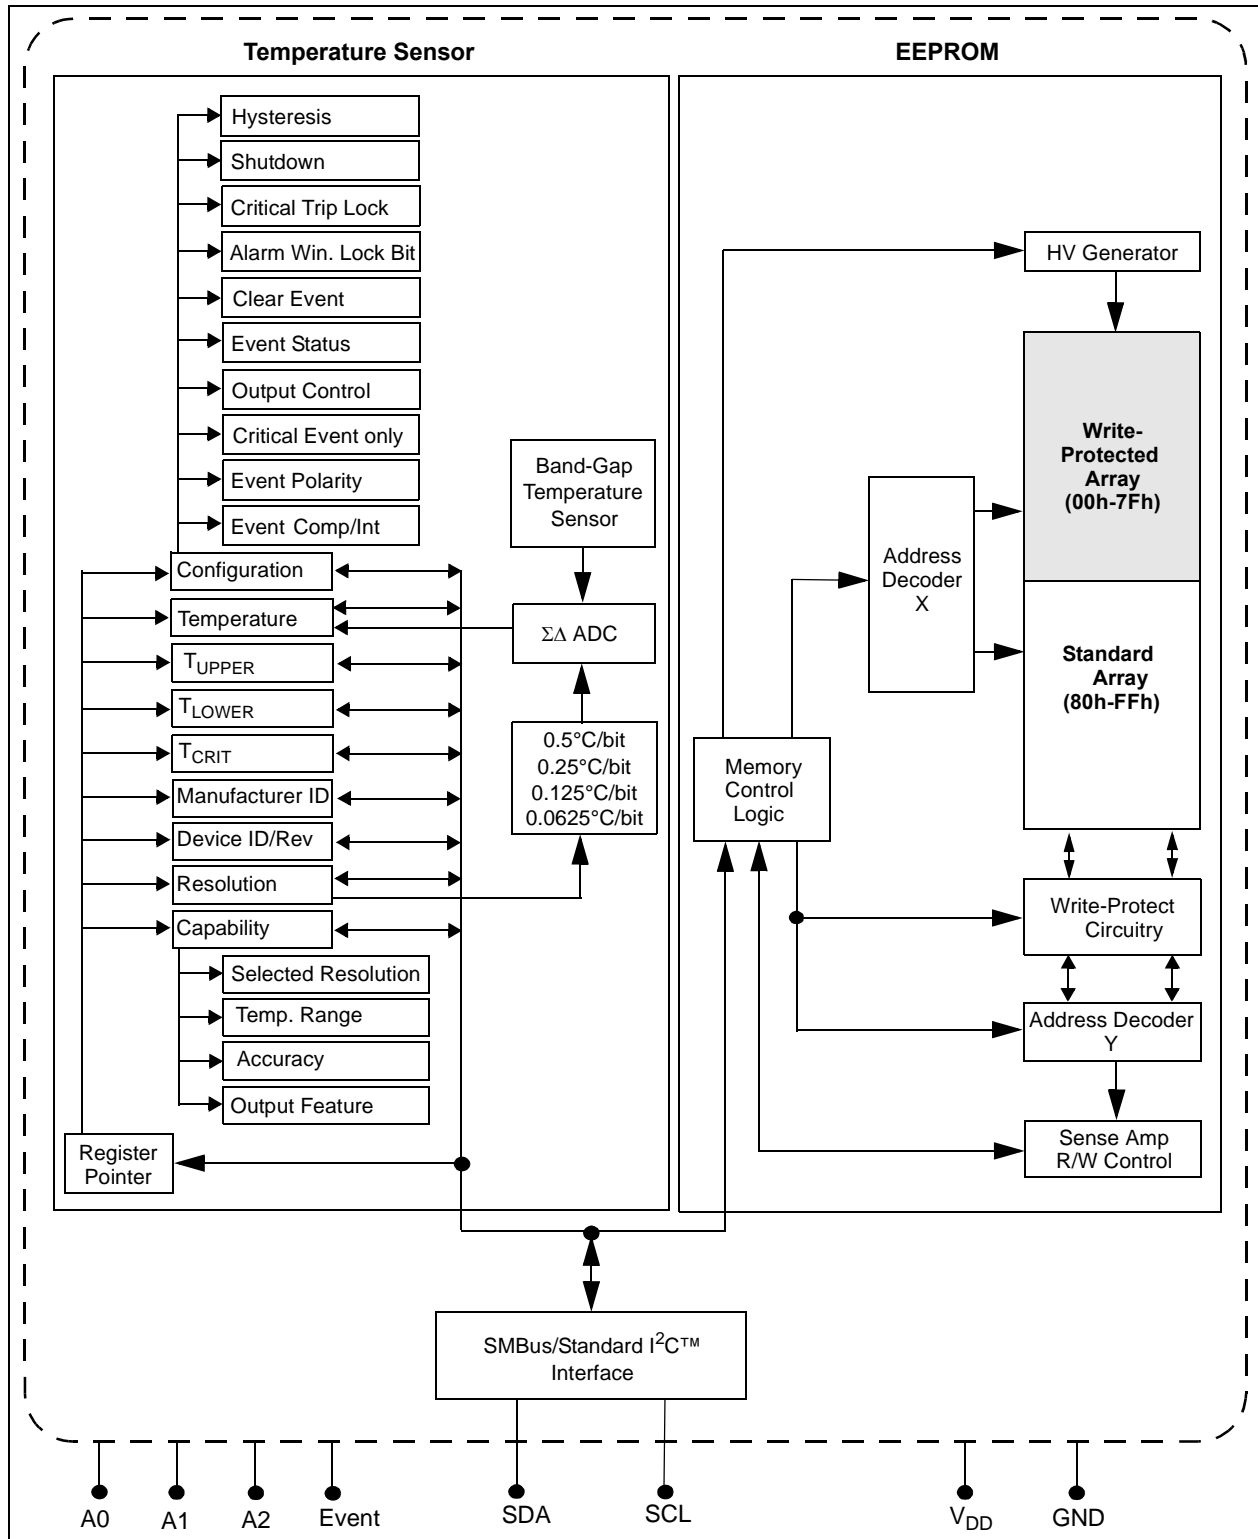 Temperature Sensor
EEPROM
Hysteresis
Shutdown
Critical Trip Lock
Alarm Win. Lock Bit
Clear Event
Event Status
Output Control
Critical Event only
Event Polarity
Event Comp/Int
Configuration
Temperature
TUPPER
TLOWER
TCRIT
Manufacturer ID
Device ID/Rev
Resolution
Capability
Selected Resolution
Temp. Range
Accuracy
Output Feature
Register
Pointer
Band-Gap
Temperature
Sensor
ΣΔ ADC
0.5°C/bit
0.25°C/bit
0.125°C/bit
0.0625°C/bit
HV Generator
Write-
Protected
Array
(00h-7Fh)
Address
Decoder
X
Standard
Array
(80h-FFh)
Memory
Control
Logic
Write-Protect
Circuitry
Address Decoder
Y
Sense Amp
R/W Control
SMBus/Standard I²C™
Interface
A0
A1
A2
Event
SDA
SCL
VDD
GND